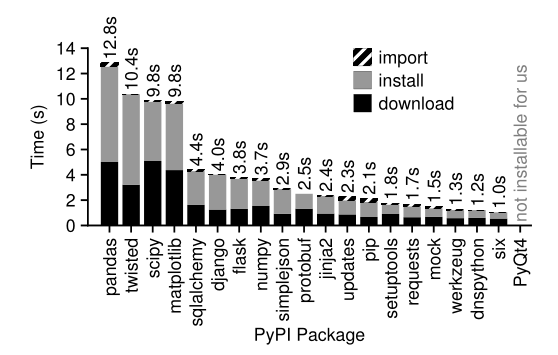 Time (s)
14
12
10
8
6
4
2
0
12.8s
10.4s
9.8s
9.8s
4.4s
4.0s
3.8s
3.7s
2.9s
2.5s
2.4s
2.3s
2.1s
1.8s
1.7s
1.5s
1.3s
1.2s
1.0s
not installable for us
import
install
download
pandas
twisted
scipy
matplotlib
sqlalchemy
django
flask
numpy
simplejson
protobuf
jinja2
updates
pip
setuptools
requests
mock
werkzeug
dnspython
six
PyQt4
PyPI Package